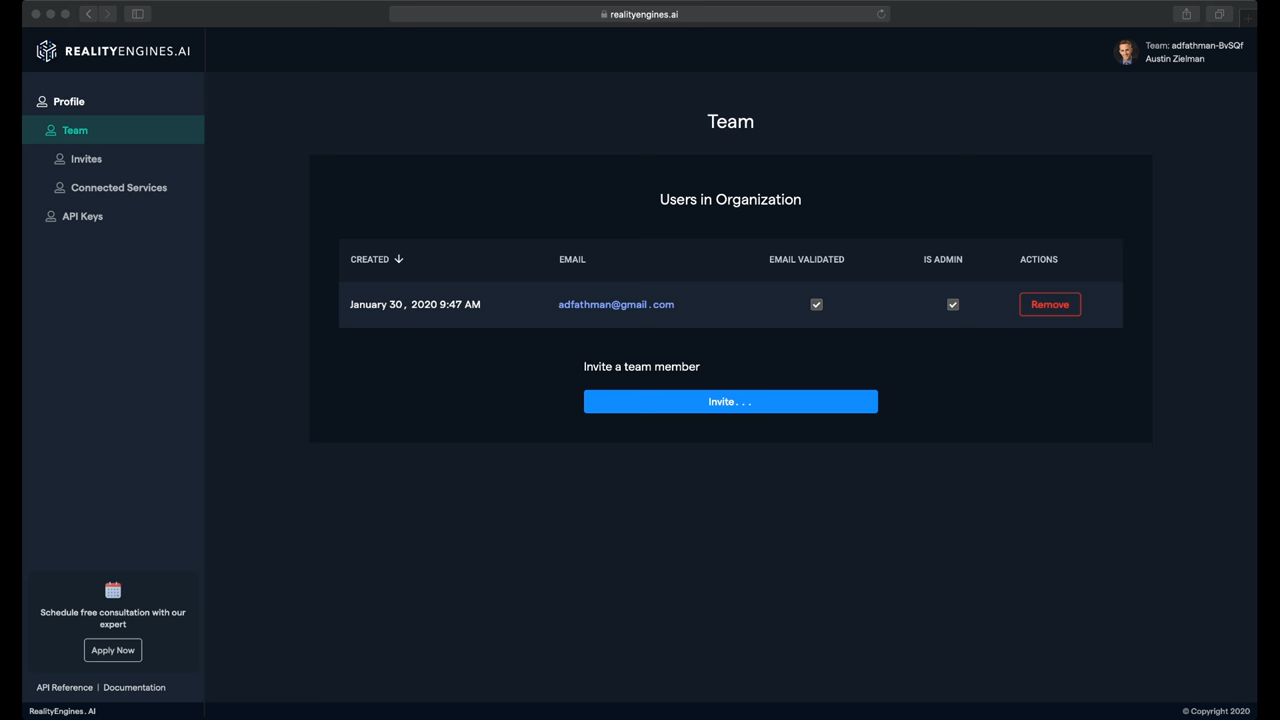 realityengines.ai
REALITYENGINES.AI
Team: adfathman-BvSQf
Austin Zielman
Profile
Team
Invites
Connected Services
API Keys
Team
Users in Organization
CREATED EMAIL EMAIL VALIDATED IS ADMIN ACTIONS
January 30, 2020 9:47 AM adfathman@gmail.com Remove
Invite a team member
Invite...
Schedule free consultation with our
expert
Apply Now
API Reference | Documentation
RealityEngines.AI
© Copyright 2020